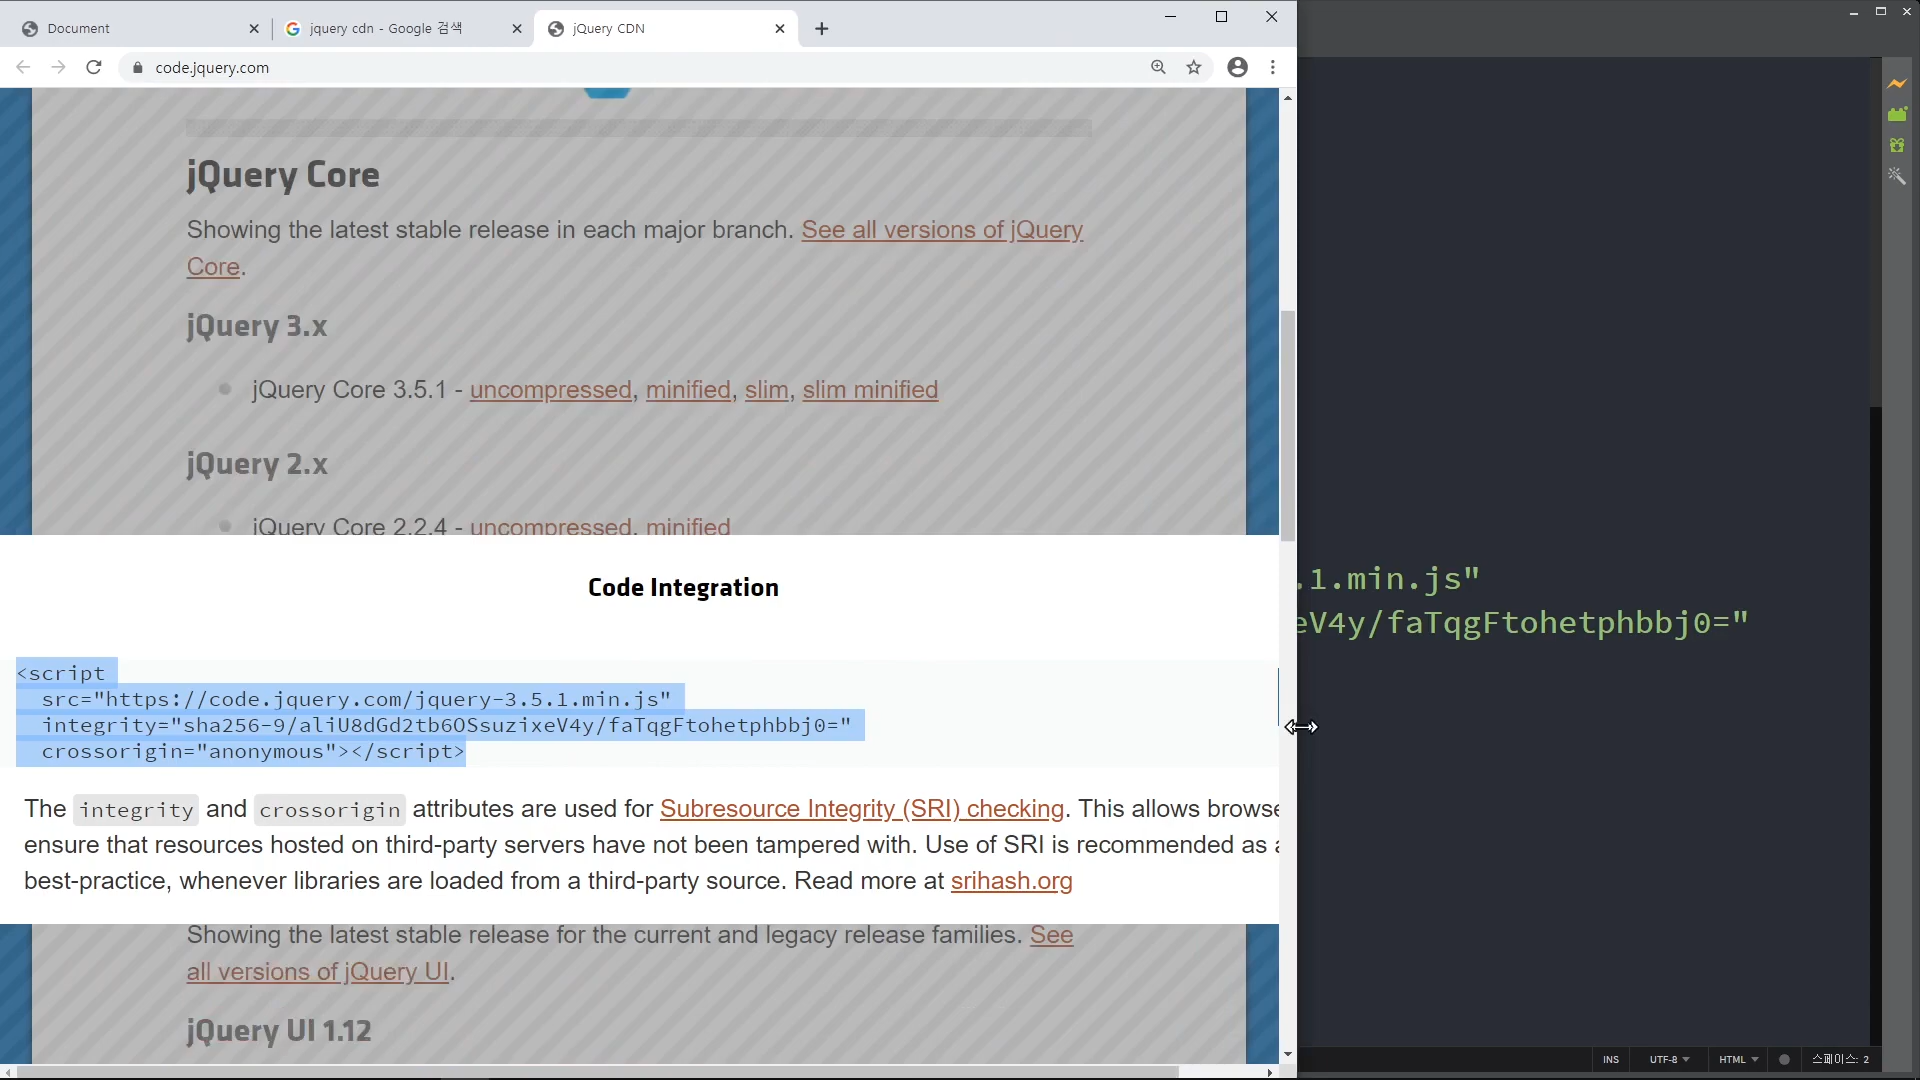 Document
jquery cdn - Google 검색
jQuery CDN
code.jquery.com
jQuery Core
Showing the latest stable release in each major branch. See all versions of jQuery
Core.
jQuery 3.x
jQuery Core 3.5.1 - uncompressed, minified, slim, slim minified
jQuery 2.x
jQuery Core 2.2.4 - uncompressed, minified
Code Integration
<script
src="https://code.jquery.com/jquery-3.5.1.min.js"
integrity="sha256-9/aliU8dGd2tb6OSsuzixeV4y/faTqgFtohetphbbj0="
crossorigin="anonymous"></script>
The integrity and crossorigin attributes are used for Subresource Integrity (SRI) checking. This allows browse
ensure that resources hosted on third-party servers have not been tampered with. Use of SRI is recommended as a
best-practice, whenever libraries are loaded from a third-party source. Read more at srihash.org
Showing the latest stable release for the current and legacy release families. See
all versions of jQuery UI.
jQuery UI 1.12
.1.min.js"
eV4y/faTqgFtohetphbbj0="
INS
UTF-8
HTML
스페이스: 2